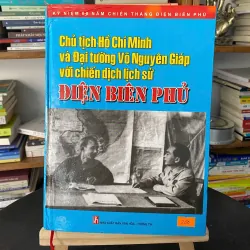 KỶ NIỆM 50 NĂM CHIẾN THẮNG ĐIỆN BIÊN PHỦ
Chủ tịch Hồ Chí Minh
và Đại tướng Võ Nguyên Giáp
với chiến dịch lịch sử
ĐIỆN BIÊN PHỦ